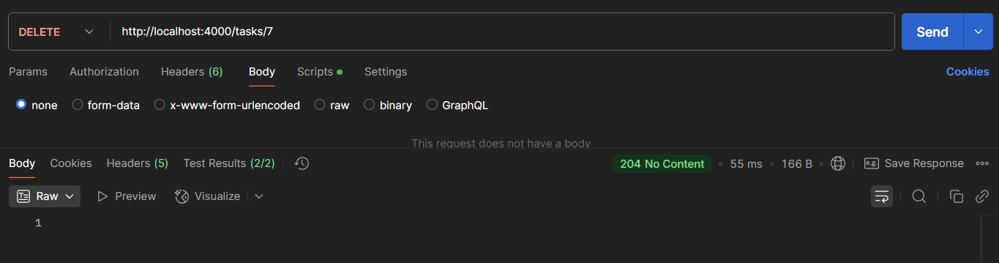 DELETE http://localhost:4000/tasks/7 Send
Params Authorization Headers (6) Body Scripts Settings Cookies
none form-data x-www-form-urlencoded raw binary GraphQL
This request does not have a body
Body Cookies Headers (5) Test Results (2/2) 204 No Content 55 ms 166 B e.g. Save Response
Raw Preview Visualize
1